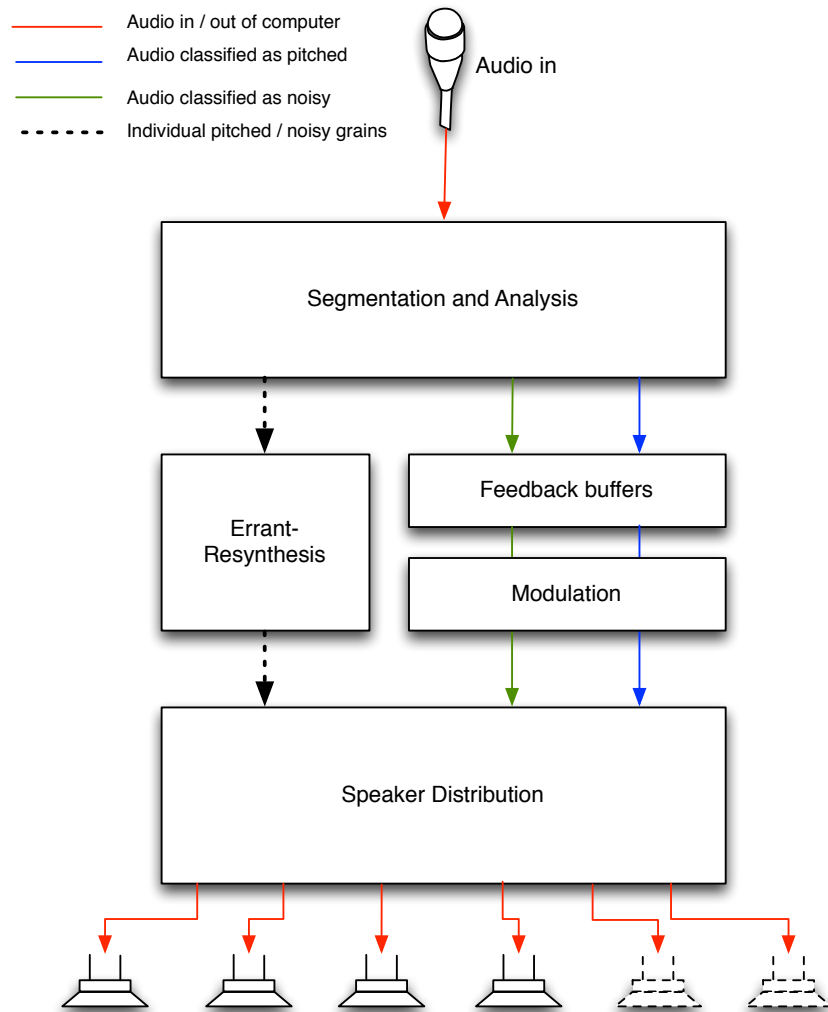 Audio in / out of computer
Audio classified as pitched
Audio classified as noisy
Individual pitched / noisy grains
Audio in
Segmentation and Analysis
Errant-
Resynthesis
Feedback buffers
Modulation
Speaker Distribution